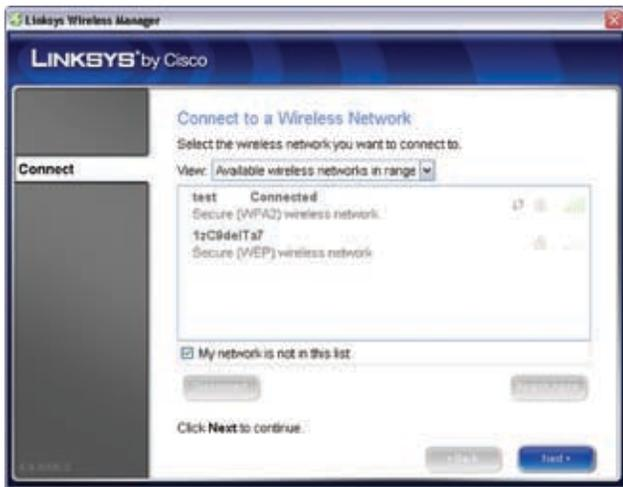 Linksys Wireless Manager
LINKSYS® by Cisco
Connect to a Wireless Network
Select the wireless network you want to connect to.
Connect
View: Available wireless networks in range
test Connected
Secure (WPA2) wireless network
1zC9delTa7
Secure (WEP) wireless network
My network is not in this list
Click Next to continue.
Back
Next